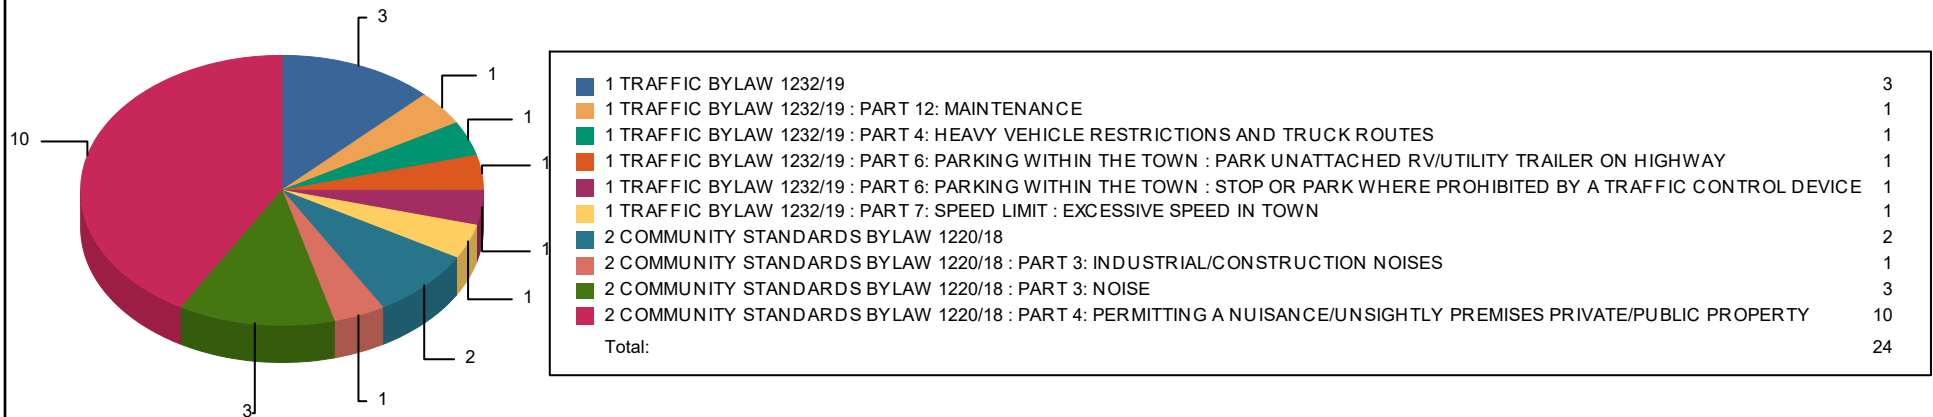 3
1
1
1
1
1
2
1
3
10
1 TRAFFIC BYLAW 1232/19 3
1 TRAFFIC BYLAW 1232/19 : PART 12: MAINTENANCE 1
1 TRAFFIC BYLAW 1232/19 : PART 4: HEAVY VEHICLE RESTRICTIONS AND TRUCK ROUTES 1
1 TRAFFIC BYLAW 1232/19 : PART 6: PARKING WITHIN THE TOWN : PARK UNATTACHED RV/UTILITY TRAILER ON HIGHWAY 1
1 TRAFFIC BYLAW 1232/19 : PART 6: PARKING WITHIN THE TOWN : STOP OR PARK WHERE PROHIBITED BY A TRAFFIC CONTROL DEVICE 1
1 TRAFFIC BYLAW 1232/19 : PART 7: SPEED LIMIT : EXCESSIVE SPEED IN TOWN 1
2 COMMUNITY STANDARDS BYLAW 1220/18 2
2 COMMUNITY STANDARDS BYLAW 1220/18 : PART 3: INDUSTRIAL/CONSTRUCTION NOISES 1
2 COMMUNITY STANDARDS BYLAW 1220/18 : PART 3: NOISE 3
2 COMMUNITY STANDARDS BYLAW 1220/18 : PART 4: PERMITTING A NUISANCE/UNSIGHTLY PREMISES PRIVATE/PUBLIC PROPERTY 10
Total: 24